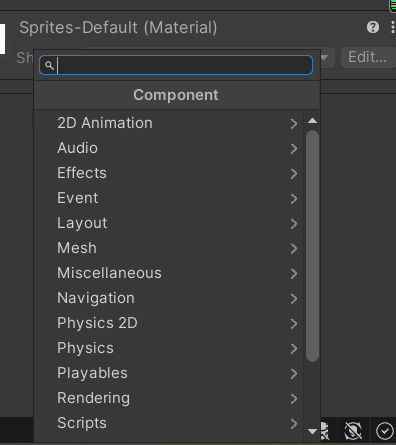 Sprites-Default (Material)
Sh
Edit...
Component
2D Animation
Audio
Effects
Event
Layout
Mesh
Miscellaneous
Navigation
Physics 2D
Physics
Playables
Rendering
Scripts